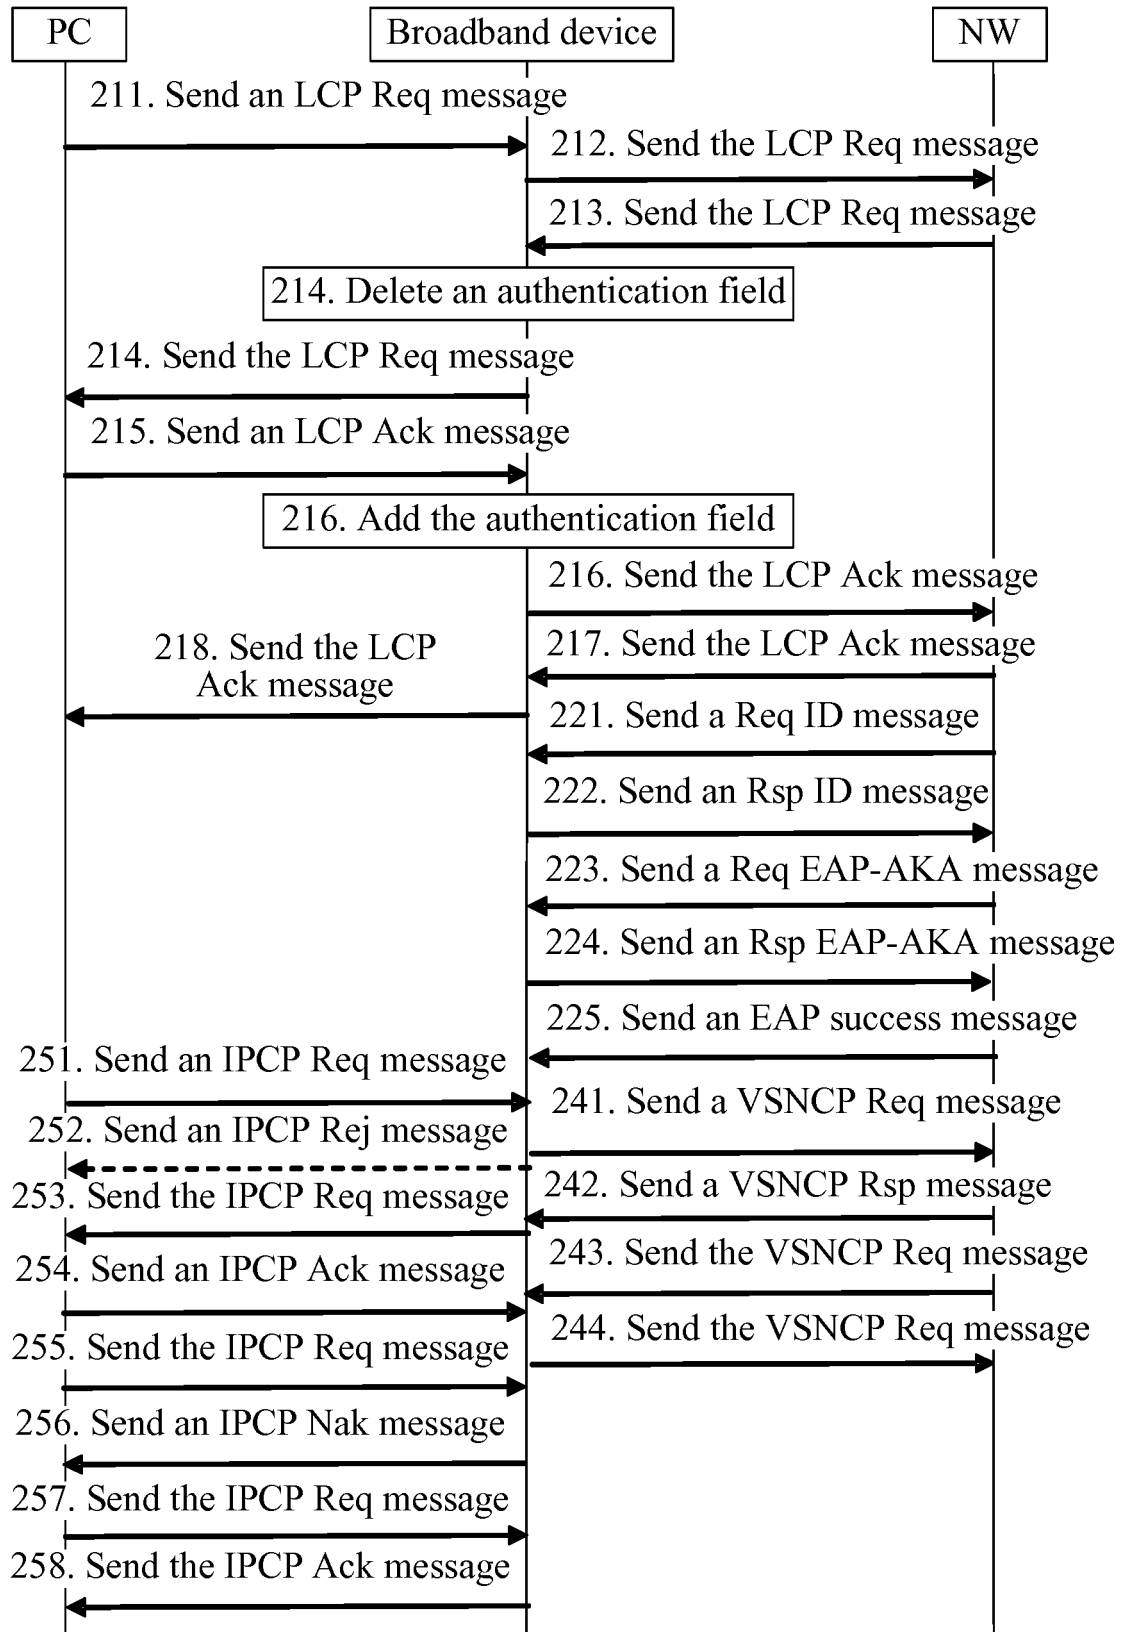 PC
Broadband device
NW
211. Send an LCP Req message
212. Send the LCP Req message
213. Send the LCP Req message
214. Delete an authentication field
214. Send the LCP Req message
215. Send an LCP Ack message
216. Add the authentication field
216. Send the LCP Ack message
217. Send the LCP Ack message
218. Send the LCP
Ack message
221. Send a Req ID message
222. Send an Rsp ID message
223. Send a Req EAP-AKA message
224. Send an Rsp EAP-AKA message
225. Send an EAP success message
251. Send an IPCP Req message
241. Send a VSNCP Req message
252. Send an IPCP Rej message
242. Send a VSNCP Rsp message
253. Send the IPCP Req message
243. Send the VSNCP Req message
254. Send an IPCP Ack message
244. Send the VSNCP Req message
255. Send the IPCP Req message
256. Send an IPCP Nak message
257. Send the IPCP Req message
258. Send the IPCP Ack message